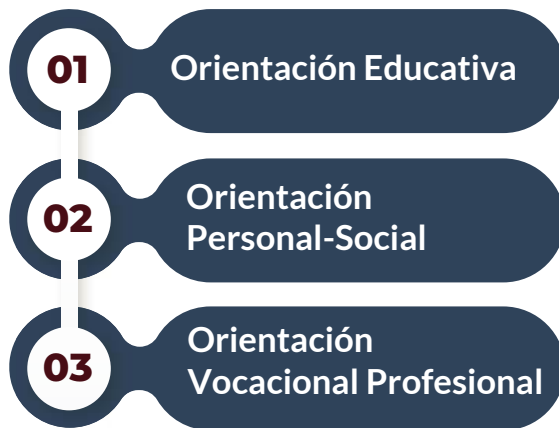 01
Orientación Educativa
02
Orientación
Personal-Social
03
Orientación
Vocacional Profesional